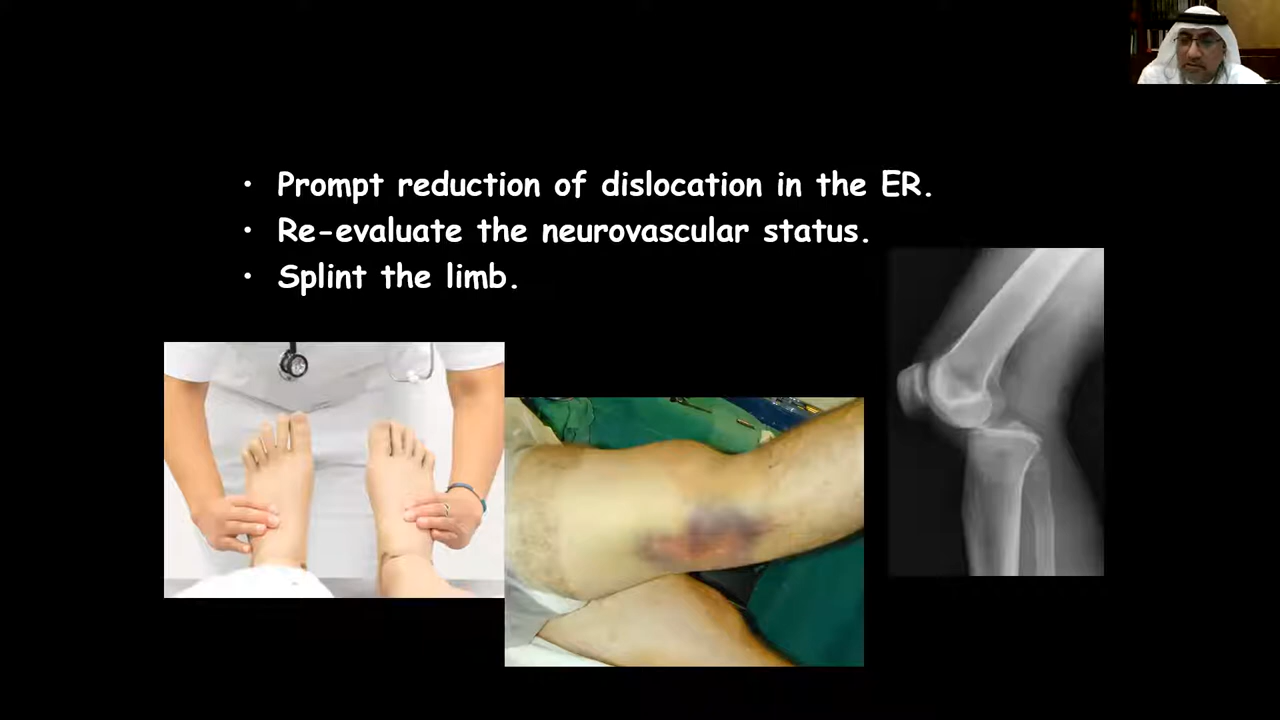 • Prompt reduction of dislocation in the ER.
• Re-evaluate the neurovascular status.
• Splint the limb.